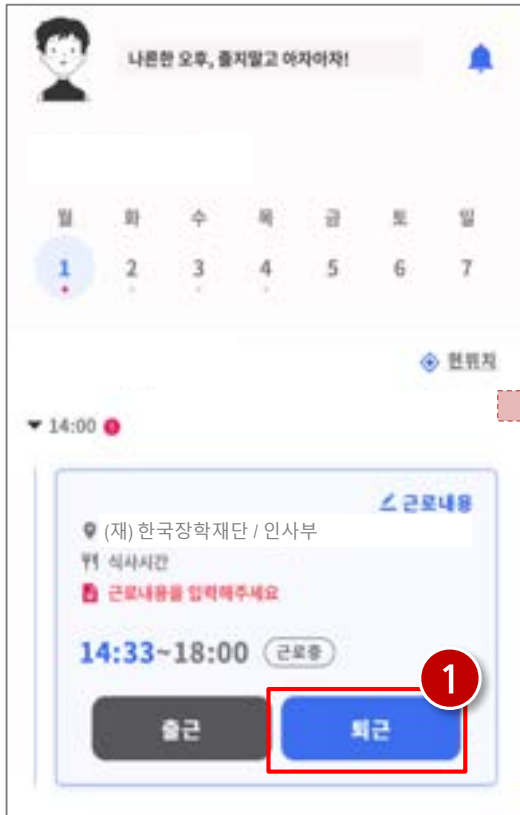 나른한 오후, 졸지말고 아자아자!
월 화 수 목 금 토 일
1 2 3 4 5 6 7
현위치
14:00
근로내용
(재) 한국장학재단 / 인사부
식사시간
근로내용을 입력해주세요
14:33~18:00 근로중
1
출근 퇴근